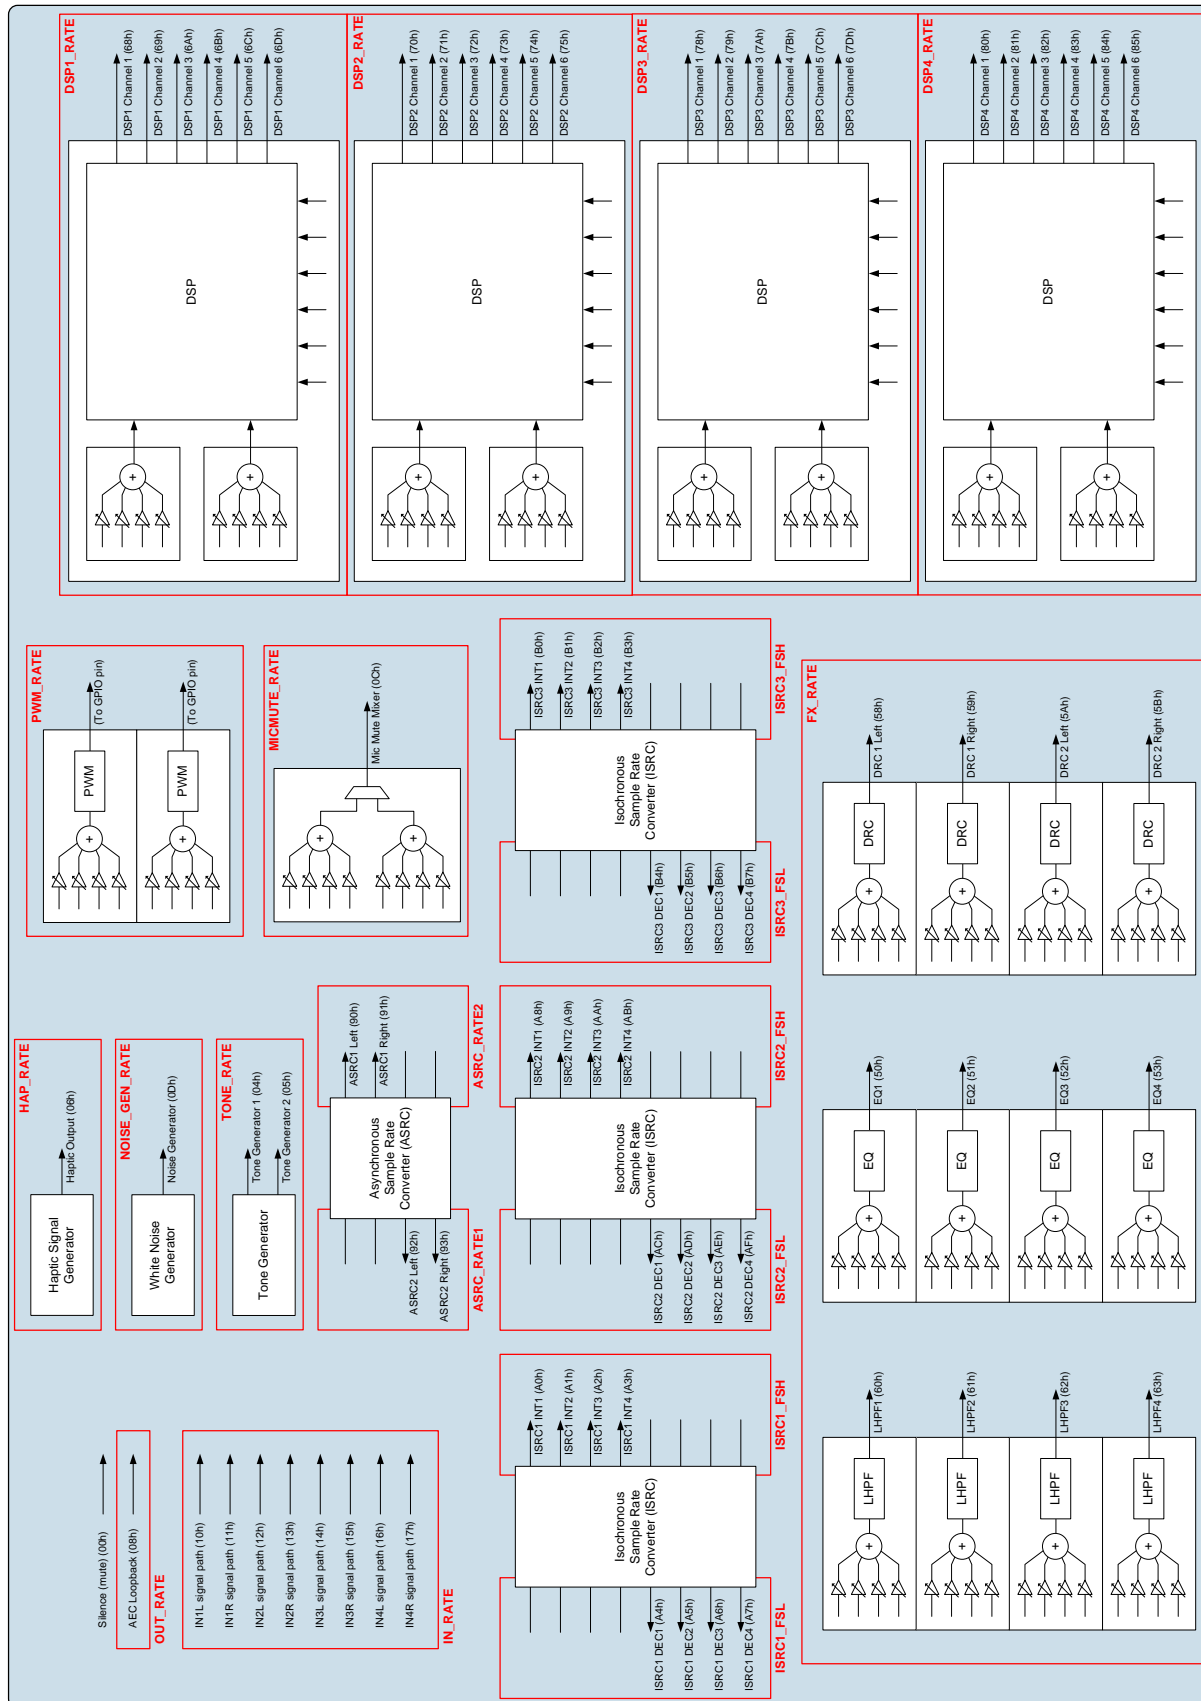 Silence (mute) (00h)
AEC Loopback (08h)
OUT_RATE
IN1L signal path (10h)
IN1R signal path (11h)
IN2L signal path (12h)
IN2R signal path (13h)
IN3L signal path (14h)
IN3R signal path (15h)
IN4L signal path (16h)
IN4R signal path (17h)
IN_RATE
HAP_RATE
Haptic Signal
Generator
Haptic Output (06h)
NOISE_GEN_RATE
White Noise
Generator
Noise Generator (0Dh)
TONE_RATE
Tone Generator
Tone Generator 1 (04h)
Tone Generator 2 (05h)
PWM_RATE
PWM
(To GPIO pin)
PWM
(To GPIO pin)
MICMUTE_RATE
Mic Mute Mixer (0Ch)
ASRC1 Left (90h)
ASRC1 Right (91h)
ASRC_RATE2
Asynchronous
Sample Rate
Converter (ASRC)
ASRC2 Left (92h)
ASRC2 Right (93h)
ASRC_RATE1
DSP1_RATE
DSP1 Channel 1 (68h)
DSP1 Channel 2 (69h)
DSP1 Channel 3 (6Ah)
DSP1 Channel 4 (6Bh)
DSP1 Channel 5 (6Ch)
DSP1 Channel 6 (6Dh)
DSP
DSP2_RATE
DSP2 Channel 1 (70h)
DSP2 Channel 2 (71h)
DSP2 Channel 3 (72h)
DSP2 Channel 4 (73h)
DSP2 Channel 5 (74h)
DSP2 Channel 6 (75h)
DSP
DSP3_RATE
DSP3 Channel 1 (78h)
DSP3 Channel 2 (79h)
DSP3 Channel 3 (7Ah)
DSP3 Channel 4 (7Bh)
DSP3 Channel 5 (7Ch)
DSP3 Channel 6 (7Dh)
DSP
DSP4_RATE
DSP4 Channel 1 (80h)
DSP4 Channel 2 (81h)
DSP4 Channel 3 (82h)
DSP4 Channel 4 (83h)
DSP4 Channel 5 (84h)
DSP4 Channel 6 (85h)
DSP
ISRC1 INT1 (A0h)
ISRC1 INT2 (A1h)
ISRC1 INT3 (A2h)
ISRC1 INT4 (A3h)
ISRC1_FSH
Isochronous
Sample Rate
Converter (ISRC)
ISRC1 DEC1 (A4h)
ISRC1 DEC2 (A5h)
ISRC1 DEC3 (A6h)
ISRC1 DEC4 (A7h)
ISRC1_FSL
ISRC2 INT1 (A8h)
ISRC2 INT2 (A9h)
ISRC2 INT3 (AAh)
ISRC2 INT4 (ABh)
ISRC2_FSH
Isochronous
Sample Rate
Converter (ISRC)
ISRC2 DEC1 (ACh)
ISRC2 DEC2 (ADh)
ISRC2 DEC3 (AEh)
ISRC2 DEC4 (AFh)
ISRC2_FSL
ISRC3 INT1 (B0h)
ISRC3 INT2 (B1h)
ISRC3 INT3 (B2h)
ISRC3 INT4 (B3h)
ISRC3_FSH
Isochronous
Sample Rate
Converter (ISRC)
ISRC3 DEC1 (B4h)
ISRC3 DEC2 (B5h)
ISRC3 DEC3 (B6h)
ISRC3 DEC4 (B7h)
ISRC3_FSL
FX_RATE
LHPF
LHPF1 (60h)
LHPF
LHPF2 (61h)
LHPF
LHPF3 (62h)
LHPF
LHPF4 (63h)
EQ
EQ1 (50h)
EQ
EQ2 (51h)
EQ
EQ3 (52h)
EQ
EQ4 (53h)
DRC
DRC 1 Left (58h)
DRC
DRC 1 Right (59h)
DRC
DRC 2 Left (5Ah)
DRC
DRC 2 Right (5Bh)